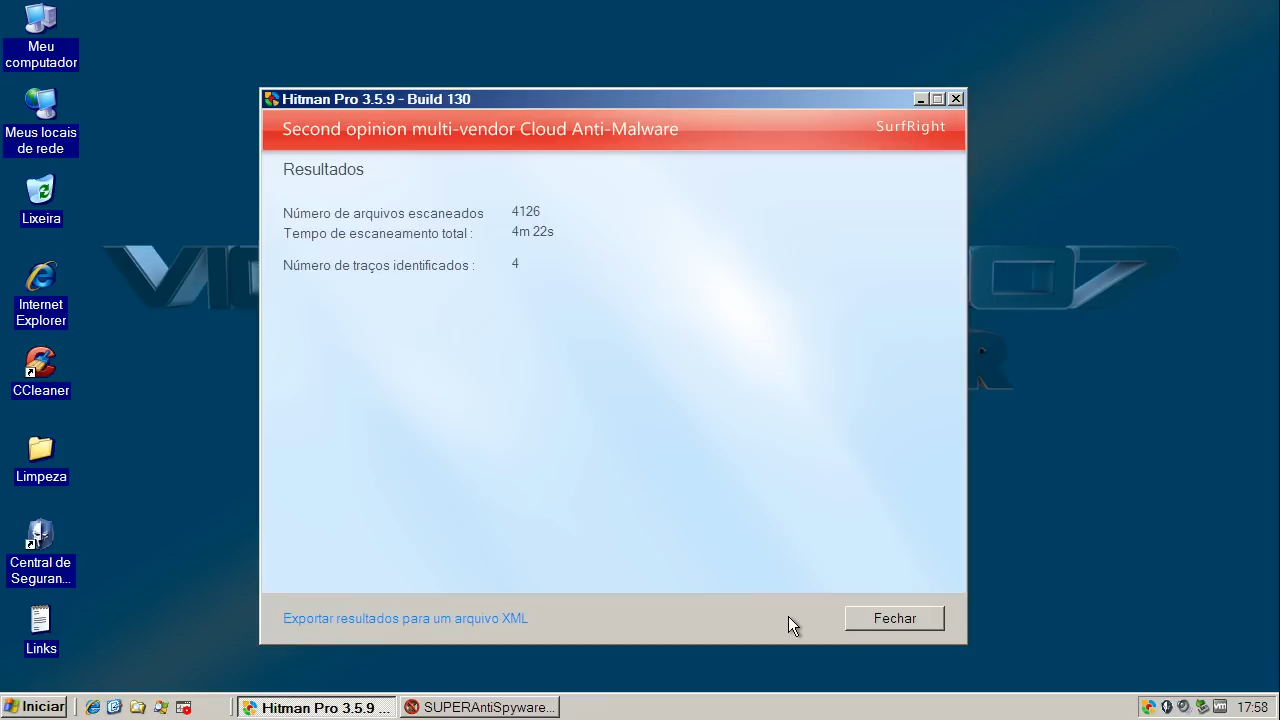 Meu
computador
Meus locais
de rede
Lixeira
Internet
Explorer
CCleaner
Limpeza
Central de
Seguran...
Links
Hitman Pro 3.5.9 - Build 130
Second opinion multi-vendor Cloud Anti-Malware
SurfRight
Resultados
Número de arquivos escaneados 4126
Tempo de escaneamento total : 4m 22s
Número de traços identificados : 4
Exportar resultados para um arquivo XML
Fechar
Iniciar
Hitman Pro 3.5.9 ...
SUPERAntiSpyware...
17:58